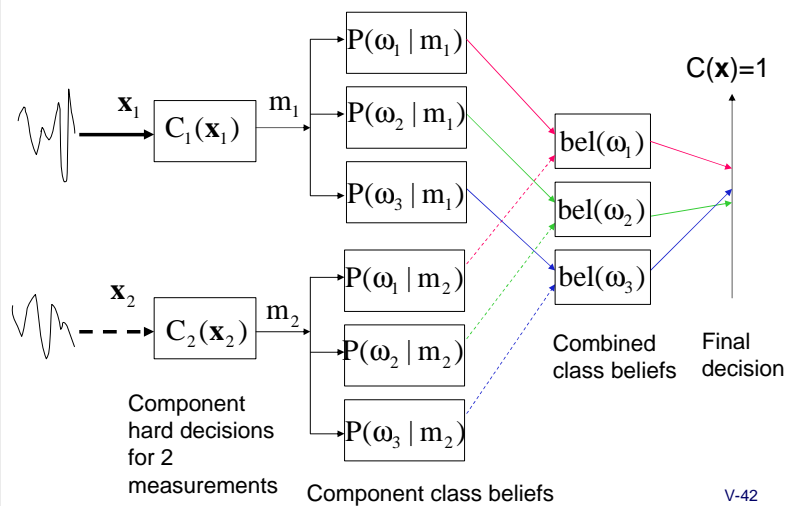 P(ω₁ | m₁)
C(𝐱)=1
𝐱₁
m₁
C₁(𝐱₁)
P(ω₂ | m₁)
bel(ω₁)
P(ω₃ | m₁)
bel(ω₂)
𝐱₂
m₂
C₂(𝐱₂)
P(ω₁ | m₂)
bel(ω₃)
P(ω₂ | m₂)
P(ω₃ | m₂)
Combined
class beliefs
Final
decision
Component
hard decisions
for 2
measurements
Component class beliefs
V-42